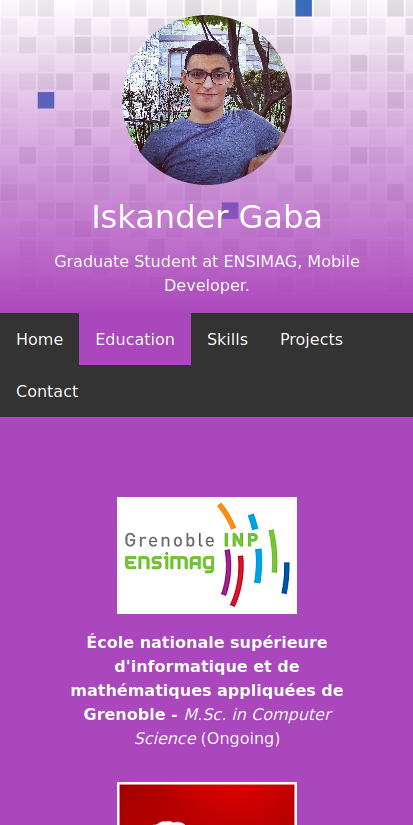 Iskander Gaba
Graduate Student at ENSIMAG, Mobile
Developer.
Home Education Skills Projects
Contact
Grenoble INP
Ensimag
École nationale supérieure
d'informatique et de
mathématiques appliquées de
Grenoble - M.Sc. in Computer
Science (Ongoing)